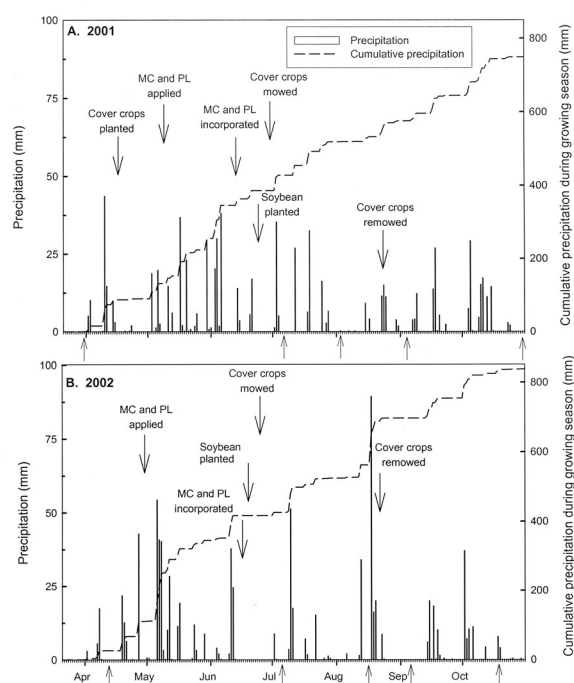 A. 2001
Precipitation
Cumulative precipitation
MC and PL
applied
Cover crops
mowed
Cover crops
planted
MC and PL
incorporated
Soybean
planted
Cover crops
removed
100
75
50
25
0
Precipitation (mm)
800
600
400
200
0
Cumulative precipitation during growing season (mm)
B. 2002
Cover crops
mowed
MC and PL
applied
Soybean
planted
Cover crops
removed
MC and PL
incorporated
100
75
50
25
0
Precipitation (mm)
800
600
400
200
0
Cumulative precipitation during growing season (mm)
Apr May Jun Jul Aug Sep Oct